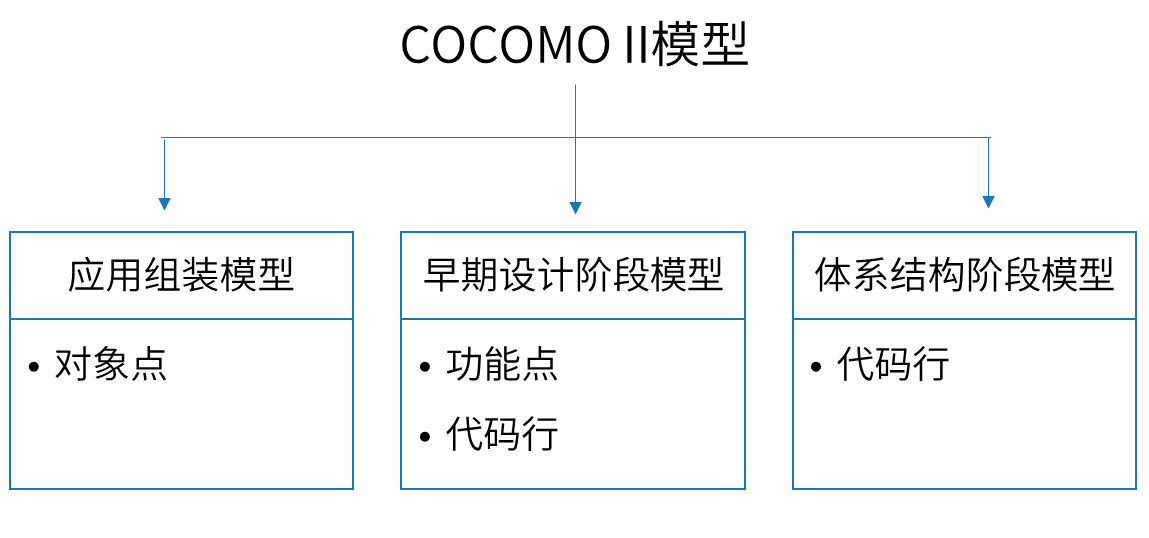 COCOMO II模型
应用组装模型
• 对象点
早期设计阶段模型
• 功能点
• 代码行
体系结构阶段模型
• 代码行